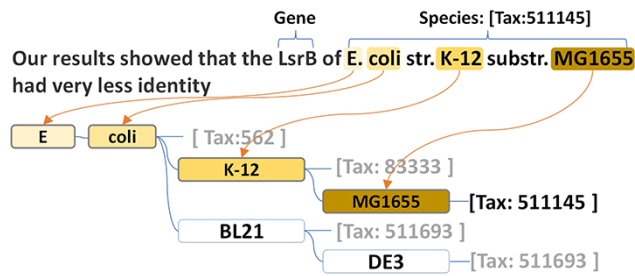 Gene Species: [Tax:511145]
Our results showed that the LsrB of E. coli str. K-12 substr. MG1655
had very less identity
E coli [ Tax:562 ]
K-12 [Tax: 83333 ]
MG1655 [Tax: 511145 ]
BL21 [Tax: 511693 ]
DE3 [Tax: 511693 ]